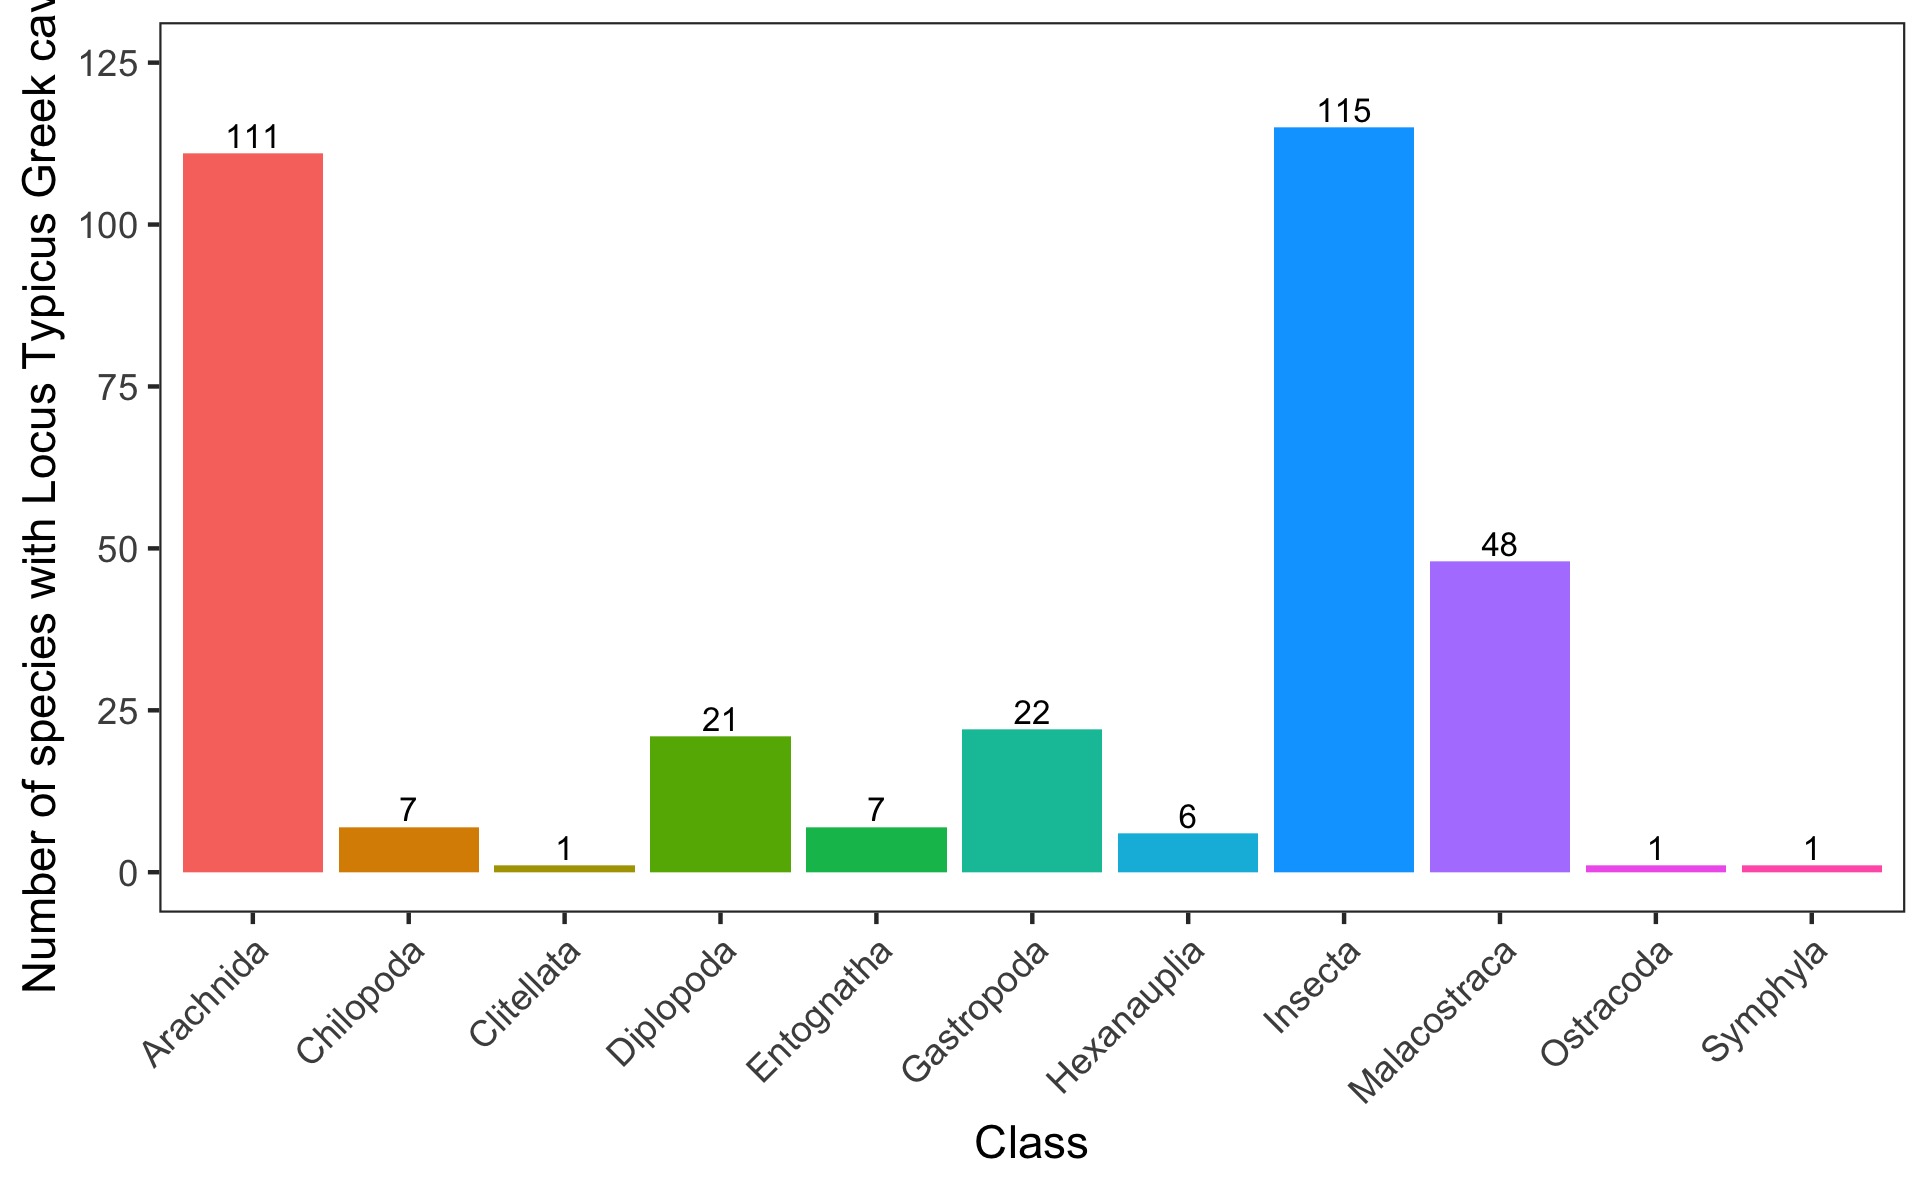 Number of species with Locus Typicus Greek
125
100
75
50
25
0
111
7
1
21
7
22
6
115
48
1
1
Arachnida
Chilopoda
Clitellata
Diplopoda
Entognatha
Gastropoda
Hexanauplia
Insecta
Malacostraca
Ostracoda
Symphyla
Class